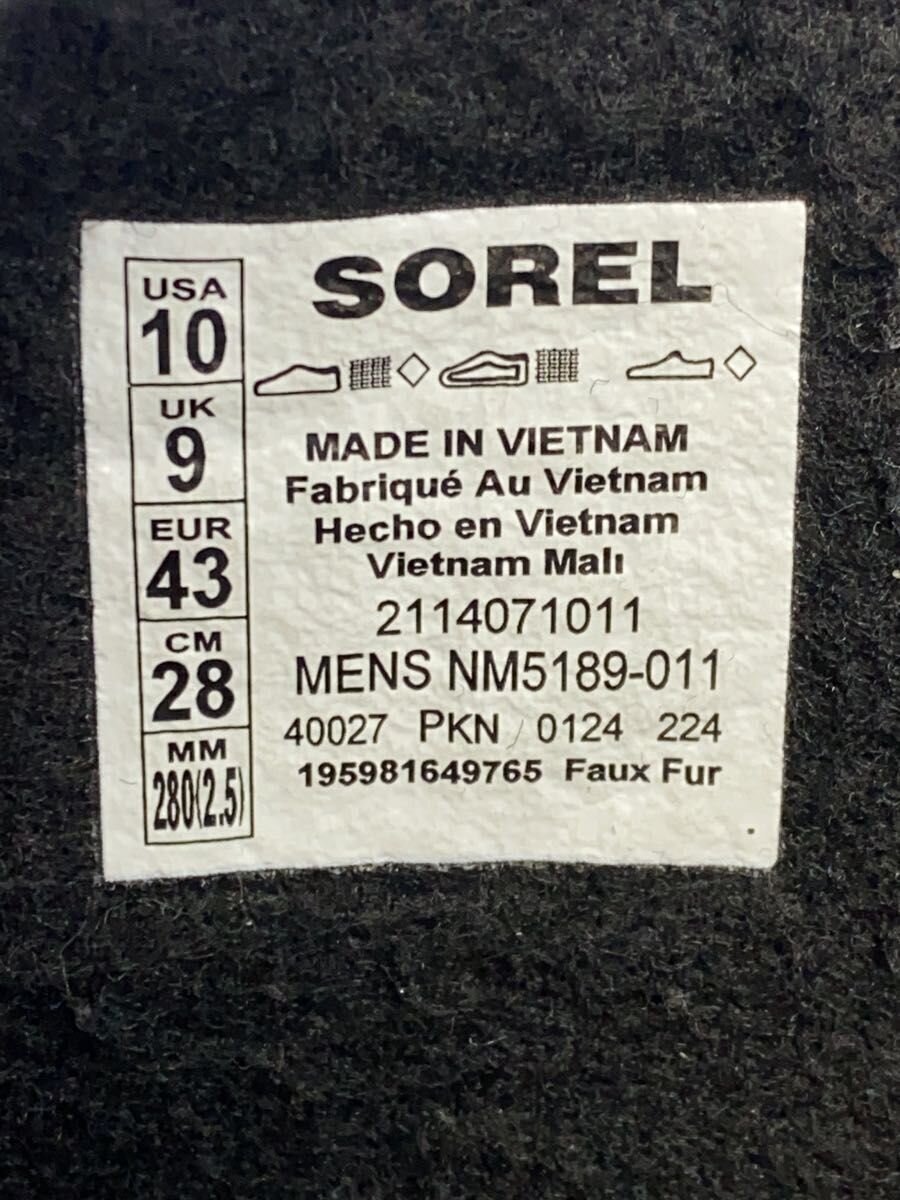 SOREL
USA
10
UK
9
EUR
43
CM
28
MM
280(2.5)
MADE IN VIETNAM
Fabriqué Au Vietnam
Hecho en Vietnam
Vietnam Malı
2114071011
MENS NM5189-011
40027 PKN 0124 224
195981649765 Faux Fur